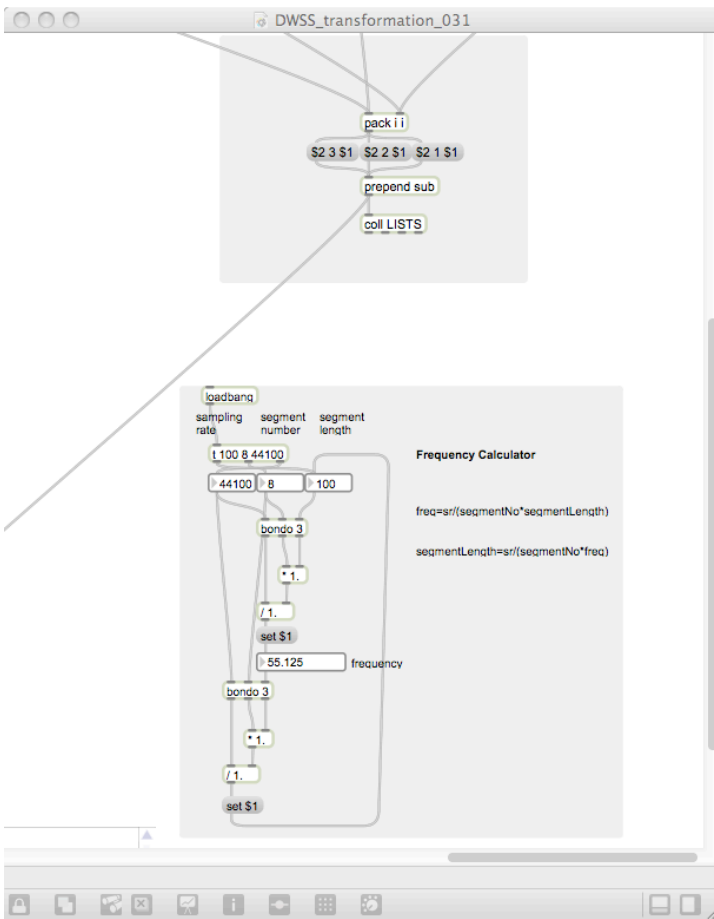 DWSS_transformation_031
pack i i
$2 3 $1 $2 2 $1 $2 1 $1
prepend sub
coll LISTS
loadbang
sampling rate
segment number
segment length
t 100 8 44100
Frequency Calculator
44100 8 100
freq=sr/(segmentNo*segmentLength)
bondo 3
segmentLength=sr/(segmentNo*freq)
* 1.
/ 1.
set $1
55.125 frequency
bondo 3
* 1.
/ 1.
set $1